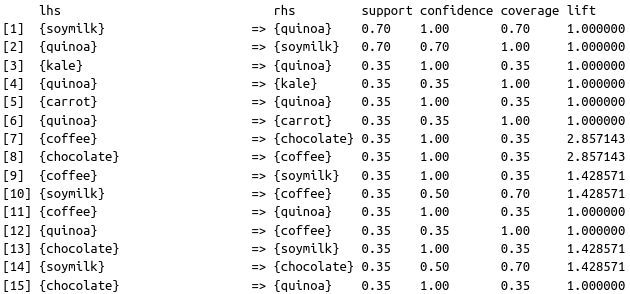 lhs                            rhs         support confidence coverage lift
[1]  {soymilk}                   => {quinoa}    0.70    1.00       0.70     1.000000
[2]  {quinoa}                    => {soymilk}   0.70    0.70       1.00     1.000000
[3]  {kale}                      => {quinoa}    0.35    1.00       0.35     1.000000
[4]  {quinoa}                    => {kale}      0.35    0.35       1.00     1.000000
[5]  {carrot}                    => {quinoa}    0.35    1.00       0.35     1.000000
[6]  {quinoa}                    => {carrot}    0.35    0.35       1.00     1.000000
[7]  {coffee}                    => {chocolate} 0.35    1.00       0.35     2.857143
[8]  {chocolate}                 => {coffee}    0.35    1.00       0.35     2.857143
[9]  {coffee}                    => {soymilk}   0.35    1.00       0.35     1.428571
[10] {soymilk}                   => {coffee}    0.35    0.50       0.70     1.428571
[11] {coffee}                    => {quinoa}    0.35    1.00       0.35     1.000000
[12] {quinoa}                    => {coffee}    0.35    0.35       1.00     1.000000
[13] {chocolate}                 => {soymilk}   0.35    1.00       0.35     1.428571
[14] {soymilk}                   => {chocolate} 0.35    0.50       0.70     1.428571
[15] {chocolate}                 => {quinoa}    0.35    1.00       0.35     1.000000